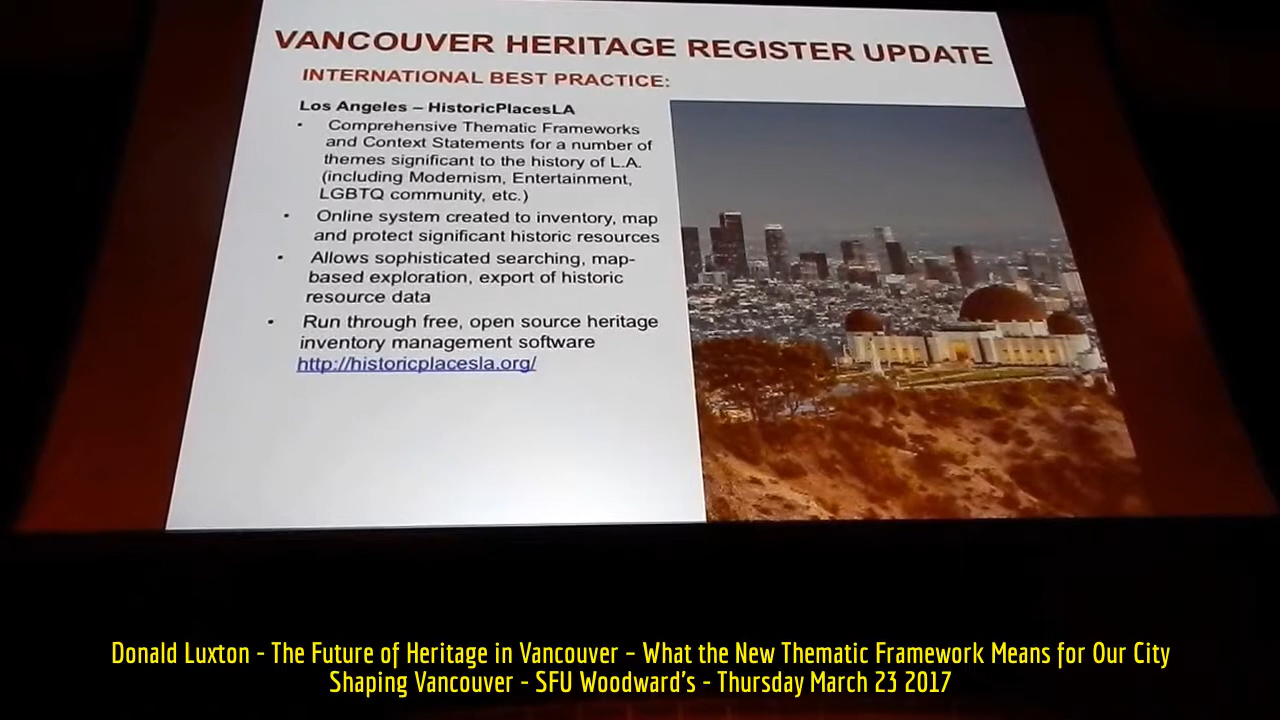 VANCOUVER HERITAGE REGISTER UPDATE
INTERNATIONAL BEST PRACTICE:
Los Angeles – HistoricPlacesLA
• Comprehensive Thematic Frameworks
and Context Statements for a number of
themes significant to the history of L.A.
(including Modernism, Entertainment,
LGBTQ community, etc.)
• Online system created to inventory, map
and protect significant historic resources
• Allows sophisticated searching, map-
based exploration, export of historic
resource data
• Run through free, open source heritage
inventory management software
http://historicplacesla.org/
Donald Luxton - The Future of Heritage in Vancouver – What the New Thematic Framework Means for Our City
Shaping Vancouver - SFU Woodward's - Thursday March 23 2017